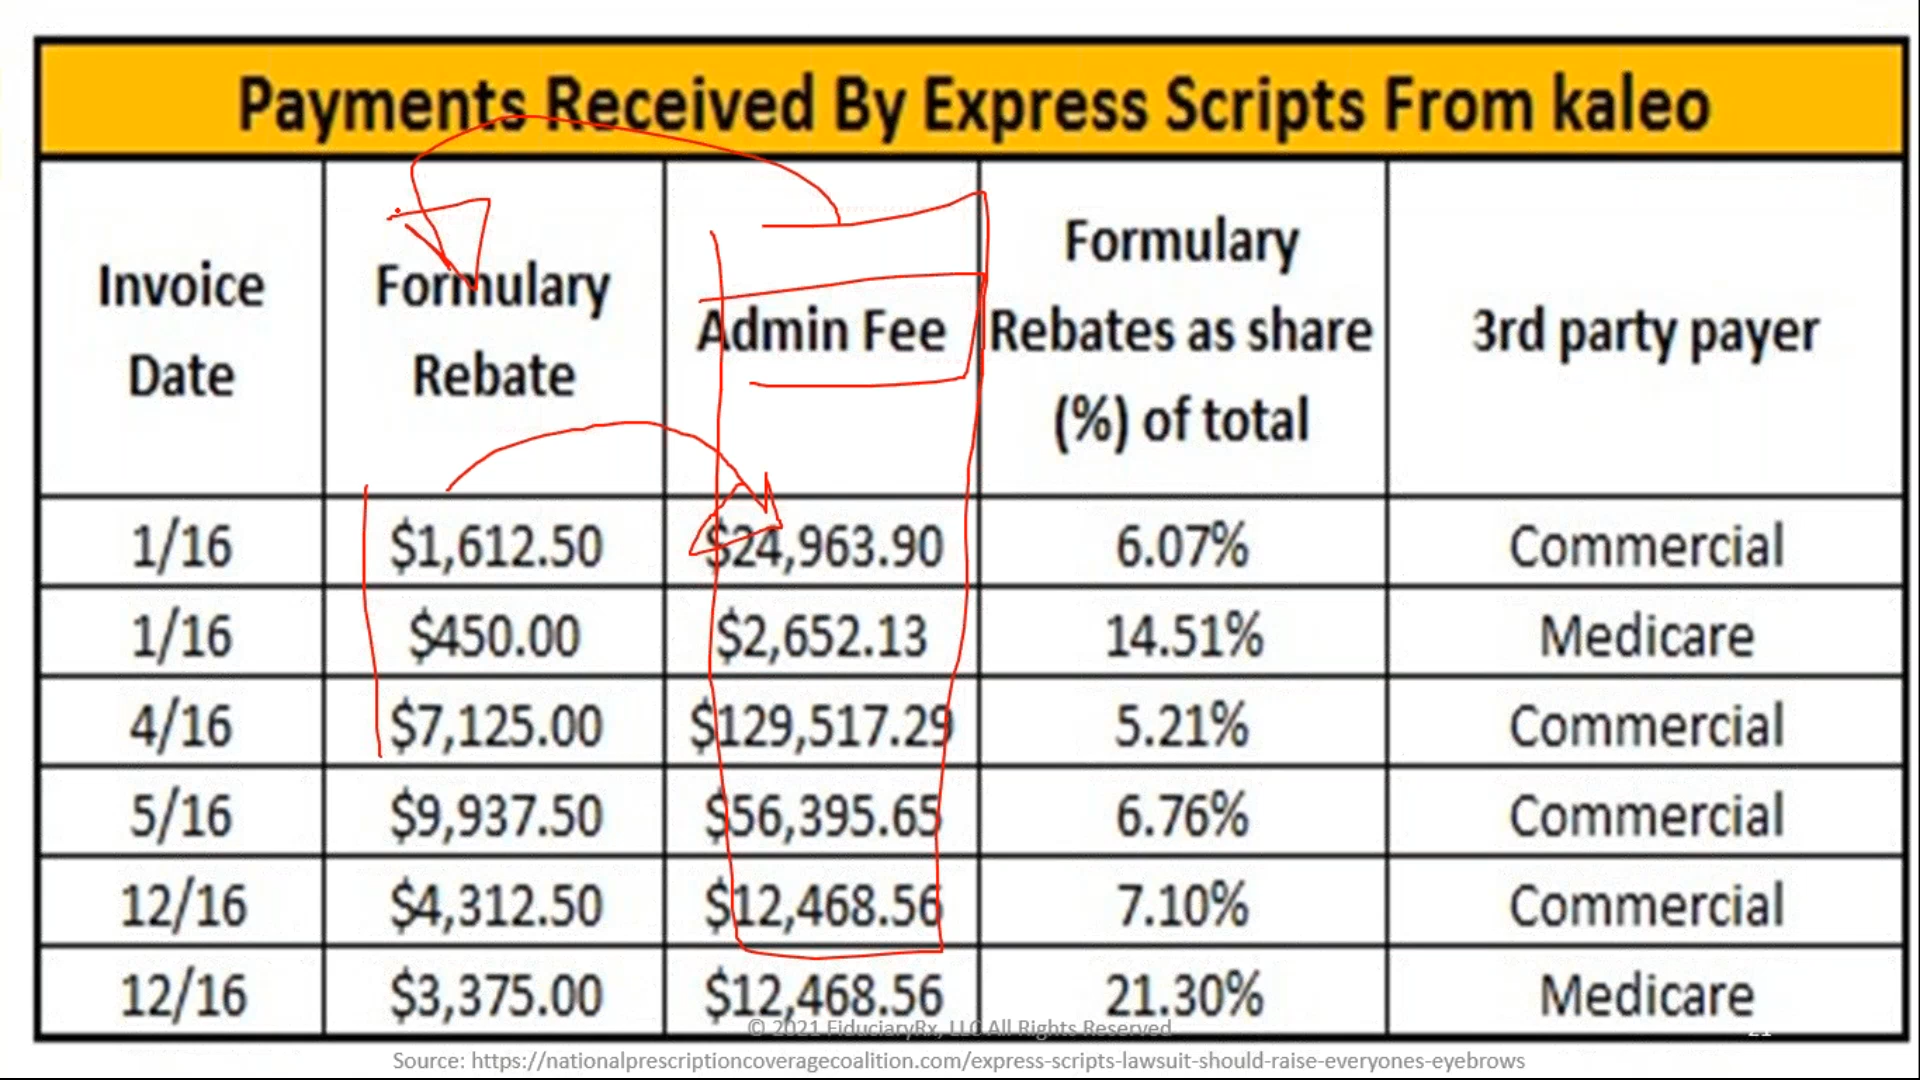 Payments Received By Express Scripts From kaleo
Invoice Date
Formulary Rebate
Admin Fee
Formulary Rebates as share (%) of total
3rd party payer
1/16 $1,612.50 $24,963.90 6.07% Commercial
1/16 $450.00 $2,652.13 14.51% Medicare
4/16 $7,125.00 $129,517.29 5.21% Commercial
5/16 $9,937.50 $56,395.65 6.76% Commercial
12/16 $4,312.50 $12,468.56 7.10% Commercial
12/16 $3,375.00 $12,468.56 21.30% Medicare
© 2021 FiduciaryRx, LLC All Rights Reserved
21
Source: https://nationalprescriptioncoveragecoalition.com/express-scripts-lawsuit-should-raise-everyones-eyebrows